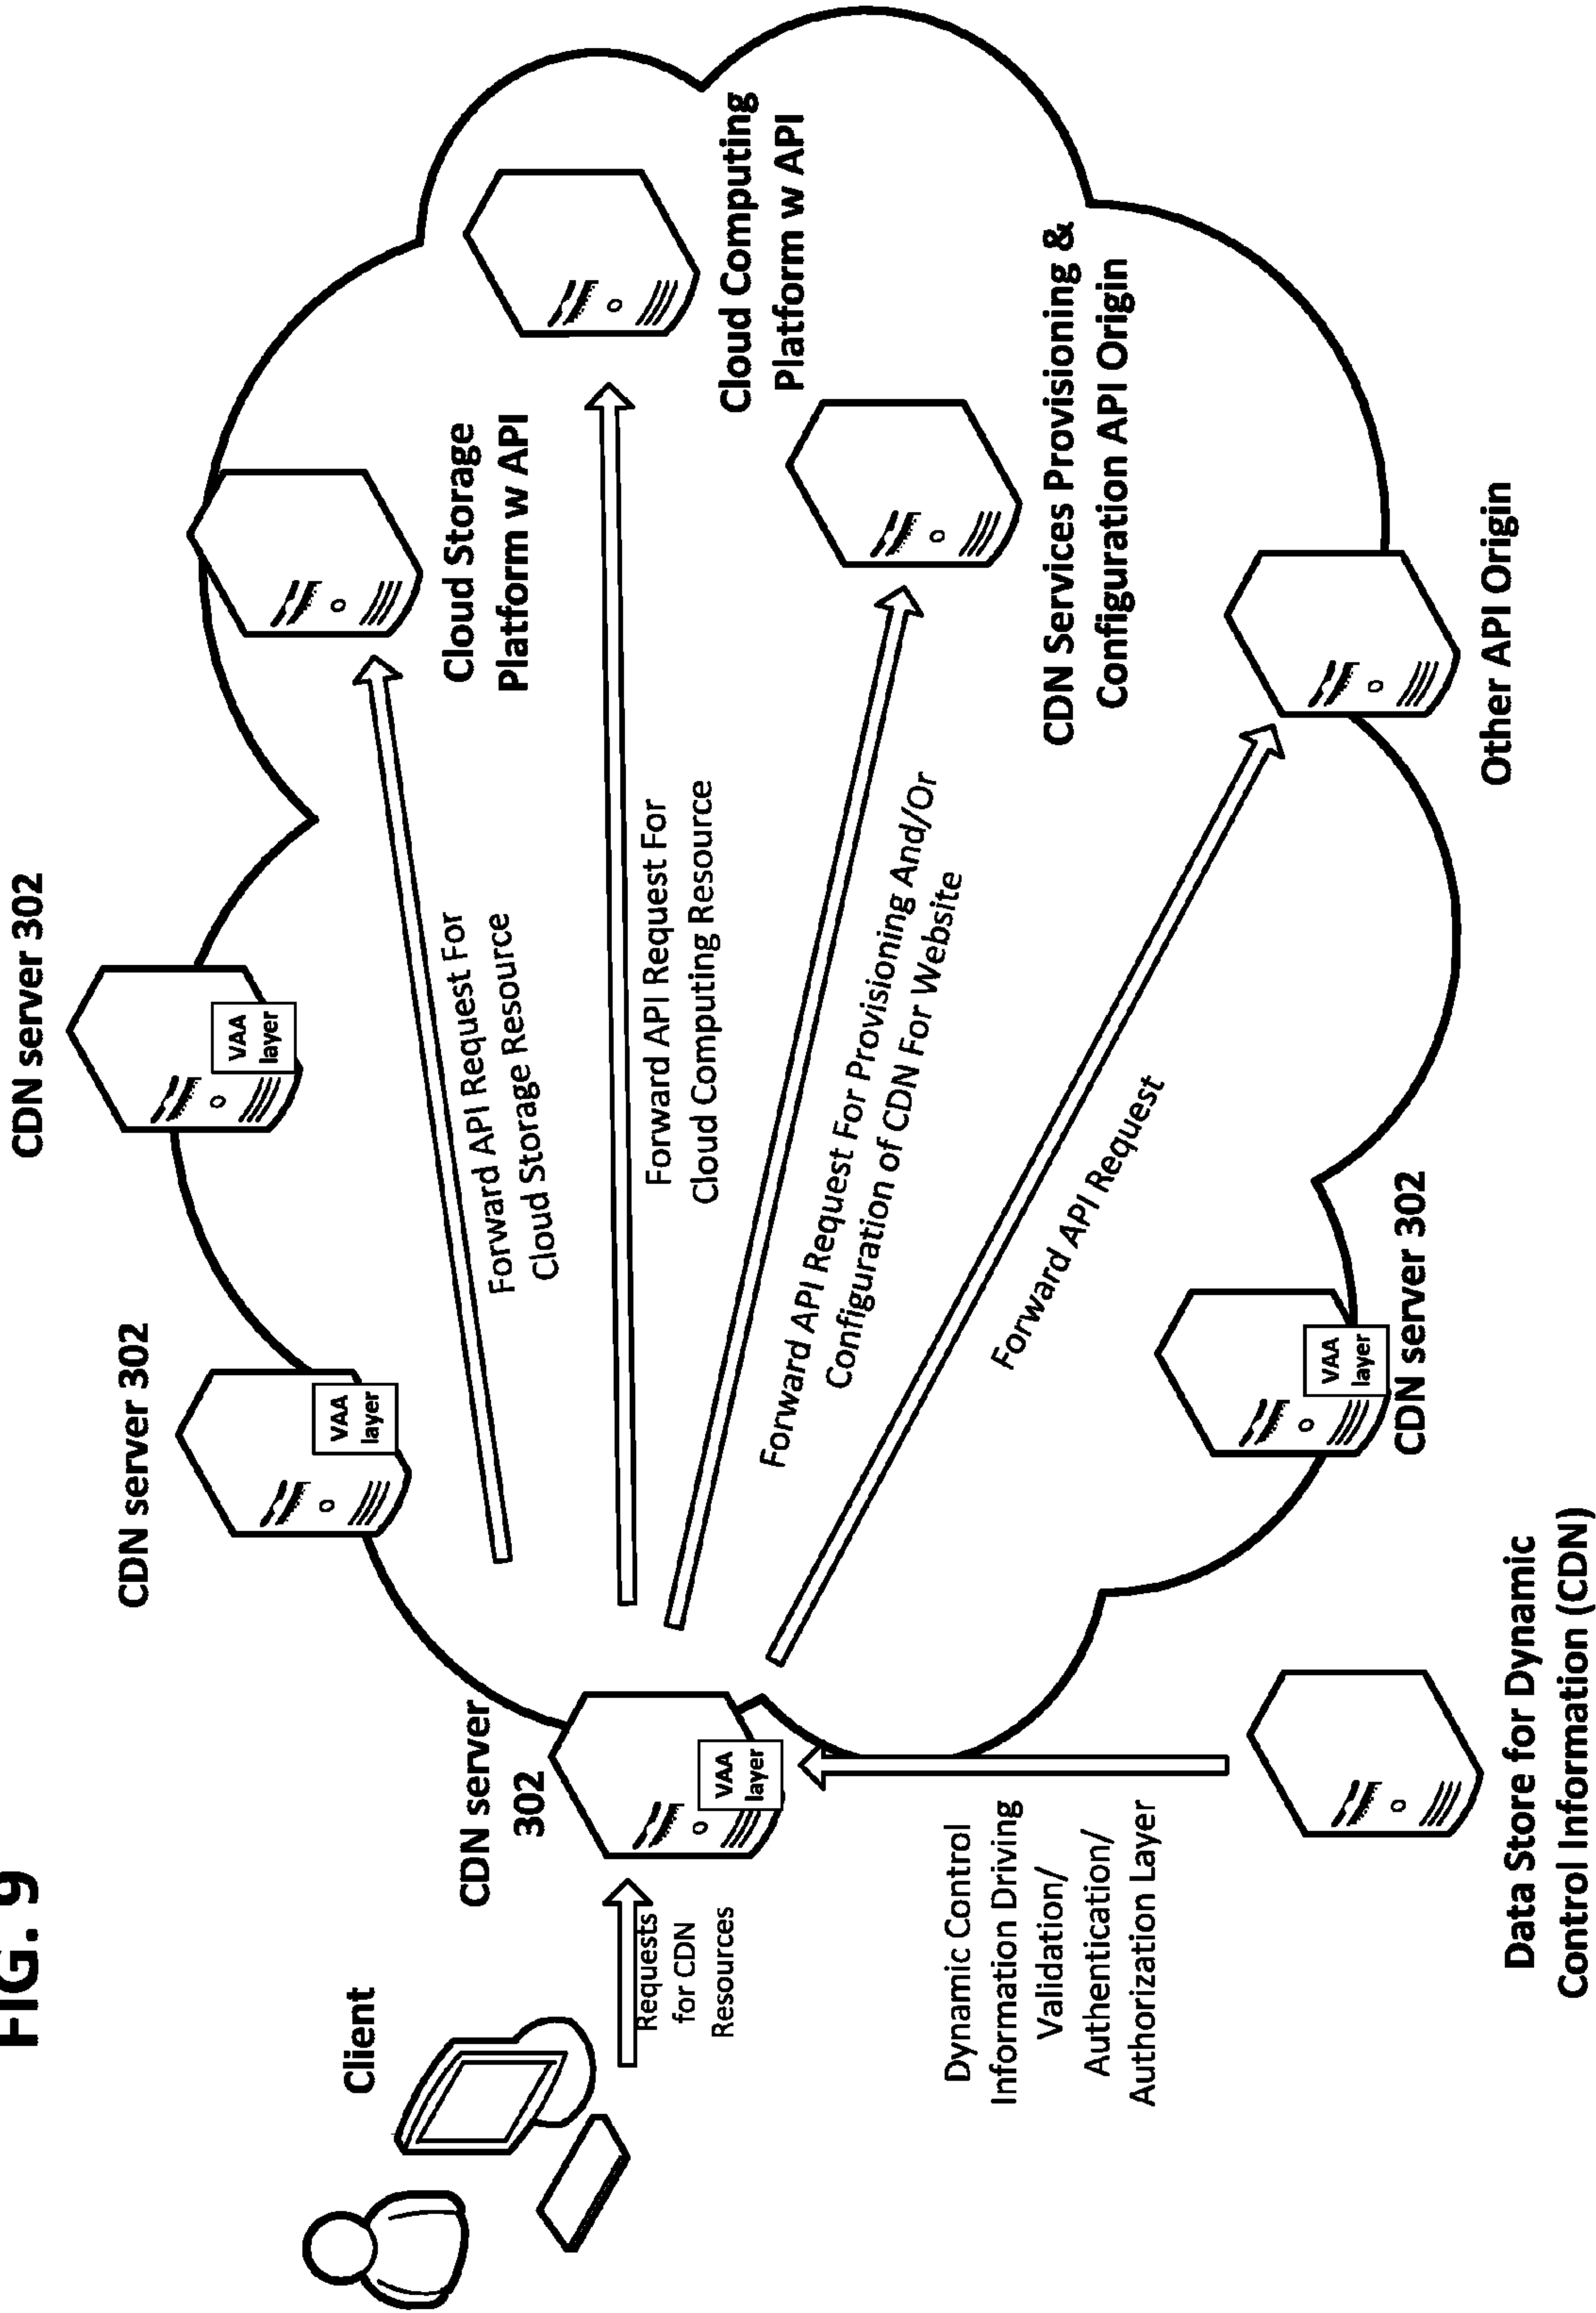 FIG. 9
Client
Requests
for CDN
Resources
CDN server
302
VAA
layer
CDN server 302
VAA
layer
CDN server 302
VAA
layer
Forward API Request For
Cloud Storage Resource
Cloud Storage
Platform w API
Forward API Request For
Cloud Computing Resource
Cloud Computing
Platform w API
Forward API Request For Provisioning And/Or
Configuration of CDN For Website
CDN Services Provisioning &
Configuration API Origin
Forward API Request
Other API Origin
Dynamic Control
Information Driving
Validation/
Authentication/
Authorization Layer
VAA
layer
CDN server 302
Data Store for Dynamic
Control Information (CDN)